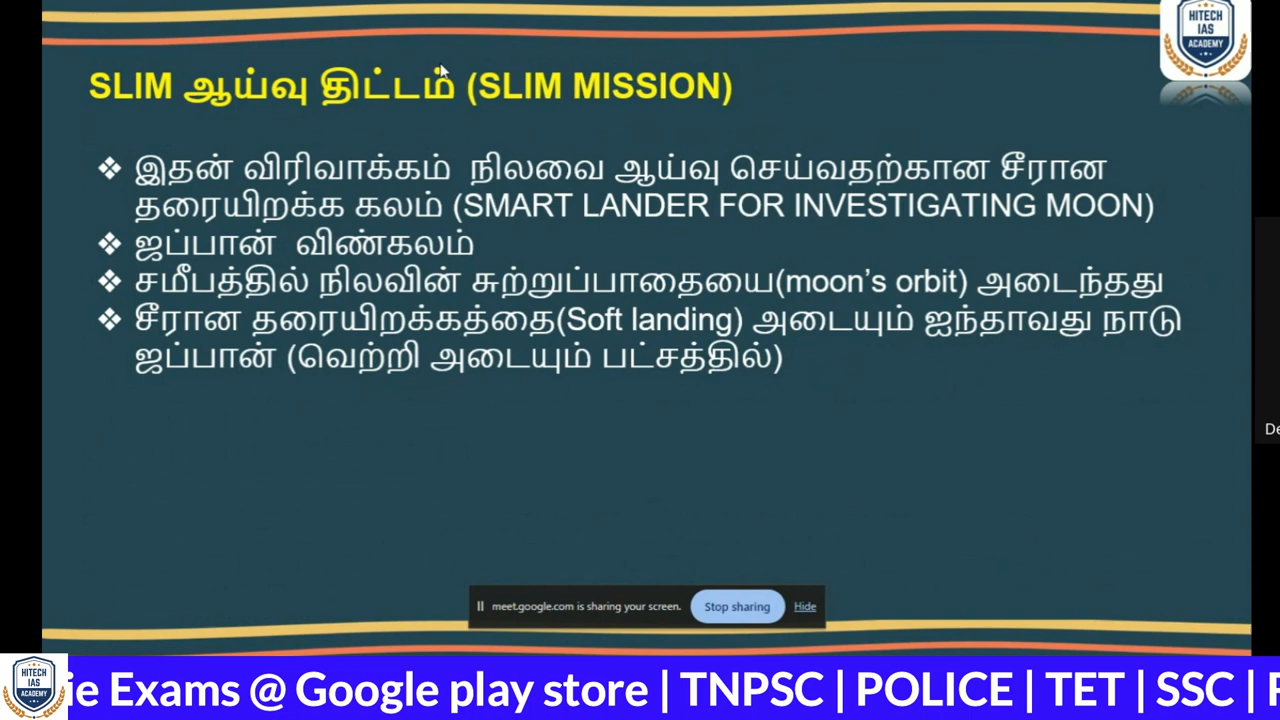 HITECH
IAS
ACADEMY
SLIM ஆய்வு திட்டம் (SLIM MISSION)
❖ இதன் விரிவாக்கம் நிலவை ஆய்வு செய்வதற்கான சீரான
தரையிறக்க கலம் (SMART LANDER FOR INVESTIGATING MOON)
❖ ஜப்பான் விண்கலம்
❖ சமீபத்தில் நிலவின் சுற்றுப்பாதையை(moon's orbit) அடைந்தது
❖ சீரான தரையிறக்கத்தை(Soft landing) அடையும் ஐந்தாவது நாடு
ஜப்பான் (வெற்றி அடையும் பட்சத்தில்)
meet.google.com is sharing your screen. Stop sharing Hide
HITECH
IAS
ACADEMY
ie Exams @ Google play store | TNPSC | POLICE | TET | SSC |